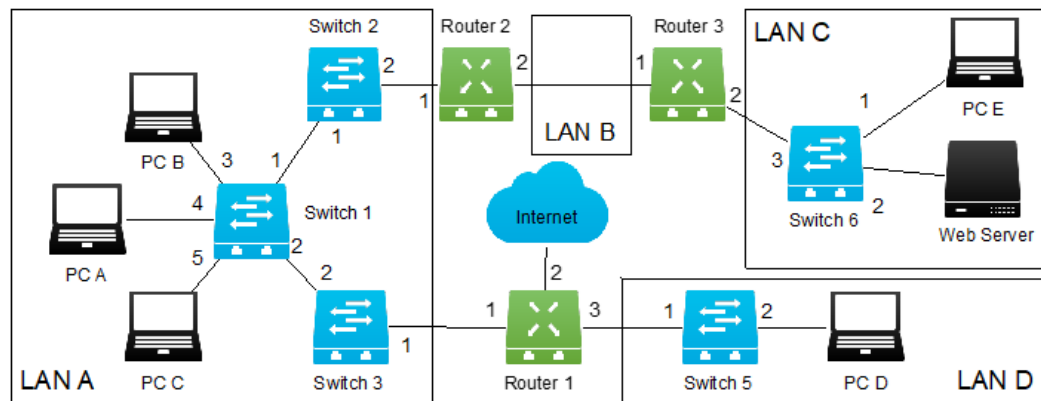 Switch 2
Router 2
Router 3
LAN C
2
1
2
1
2
1
1
PC E
LAN B
PC B
3
1
3
2
Switch 6
Web Server
4
Switch 1
Internet
PC A
5
2
2
2
1
1
3
1
2
PC C
Switch 3
Router 1
Switch 5
PC D
LAN A
LAN D